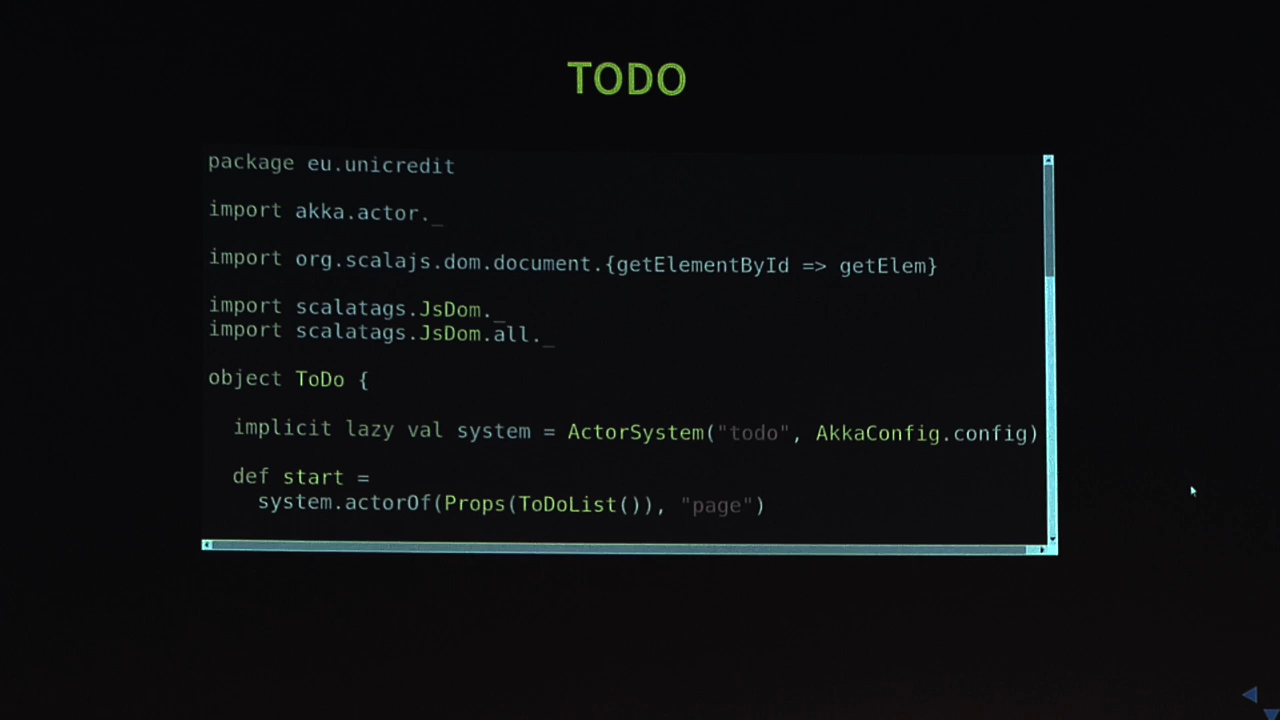 TODO
package eu.unicredit
import akka.actor._
import org.scalajs.dom.document.{getElementById => getElem}
import scalatags.JsDom._
import scalatags.JsDom.all._
object ToDo {
implicit lazy val system = ActorSystem("todo", AkkaConfig.config)
def start =
system.actorOf(Props(ToDoList()), "page")